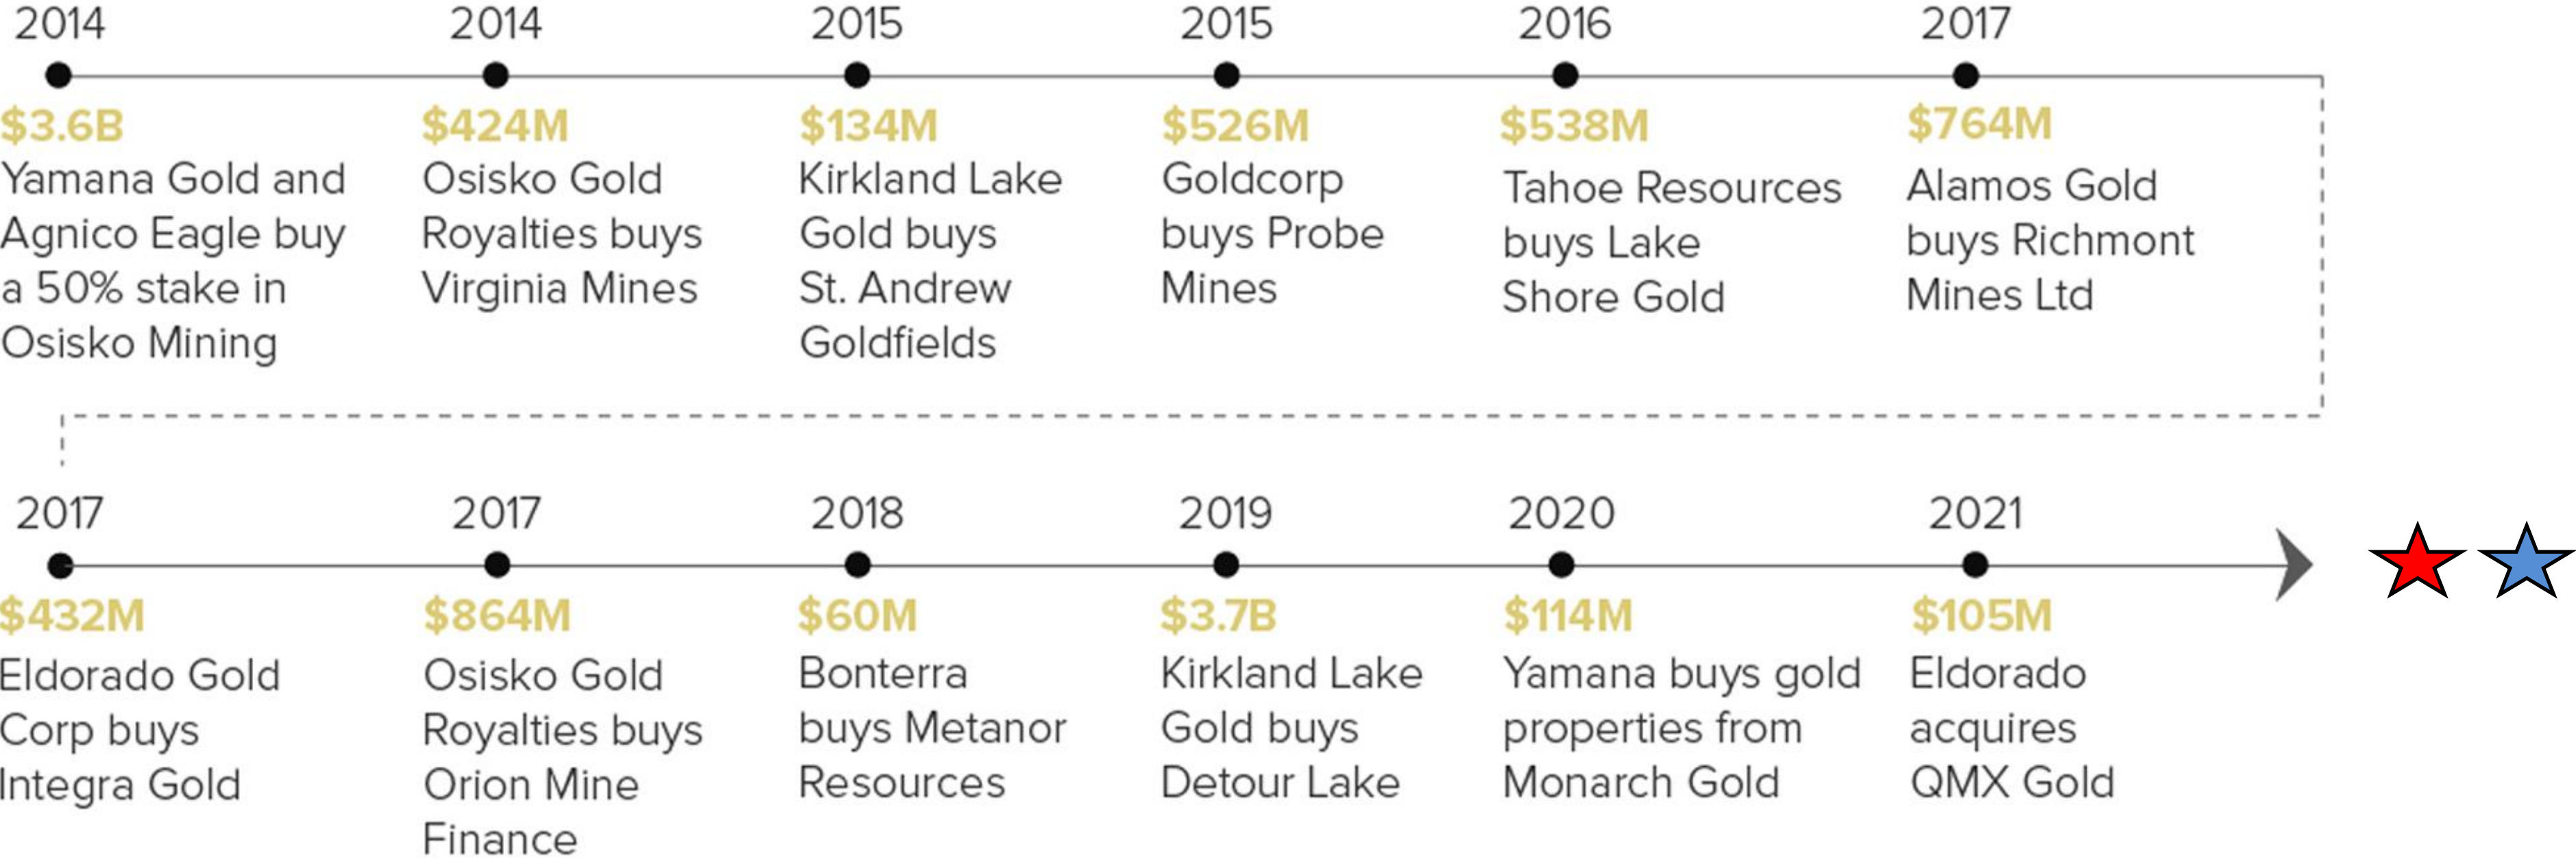 2014
$3.6B
Yamana Gold and
Agnico Eagle buy
a 50% stake in
Osisko Mining
2014
$424M
Osisko Gold
Royalties buys
Virginia Mines
2015
$134M
Kirkland Lake
Gold buys
St. Andrew
Goldfields
2015
$526M
Goldcorp
buys Probe
Mines
2016
$538M
Tahoe Resources
buys Lake
Shore Gold
2017
$764M
Alamos Gold
buys Richmont
Mines Ltd
2017
$432M
Eldorado Gold
Corp buys
Integra Gold
2017
$864M
Osisko Gold
Royalties buys
Orion Mine
Finance
2018
$60M
Bonterra
buys Metanor
Resources
2019
$3.7B
Kirkland Lake
Gold buys
Detour Lake
2020
$114M
Yamana buys gold
properties from
Monarch Gold
2021
$105M
Eldorado
acquires
QMX Gold